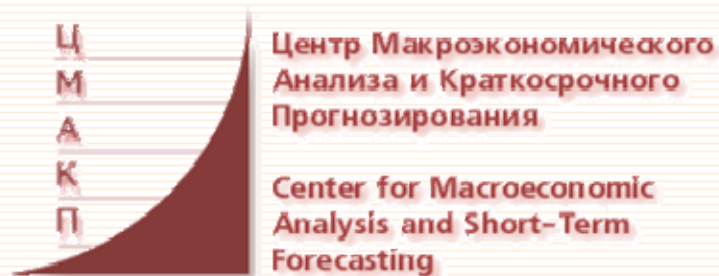 Ц
М
А
К
П
Центр Макроэкономического
Анализа и Краткосрочного
Прогнозирования
Center for Macroeconomic
Analysis and Short-Term
Forecasting